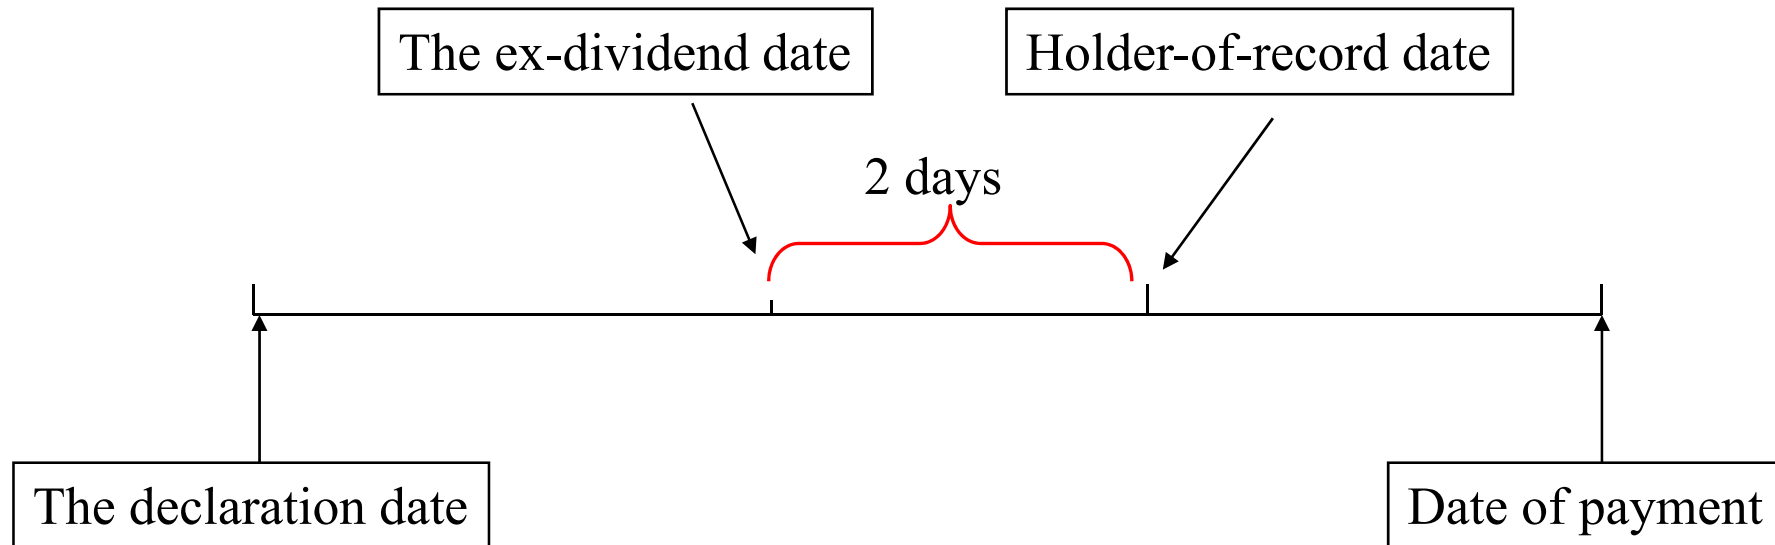 The ex-dividend date
Holder-of-record date
2 days
The declaration date
Date of payment